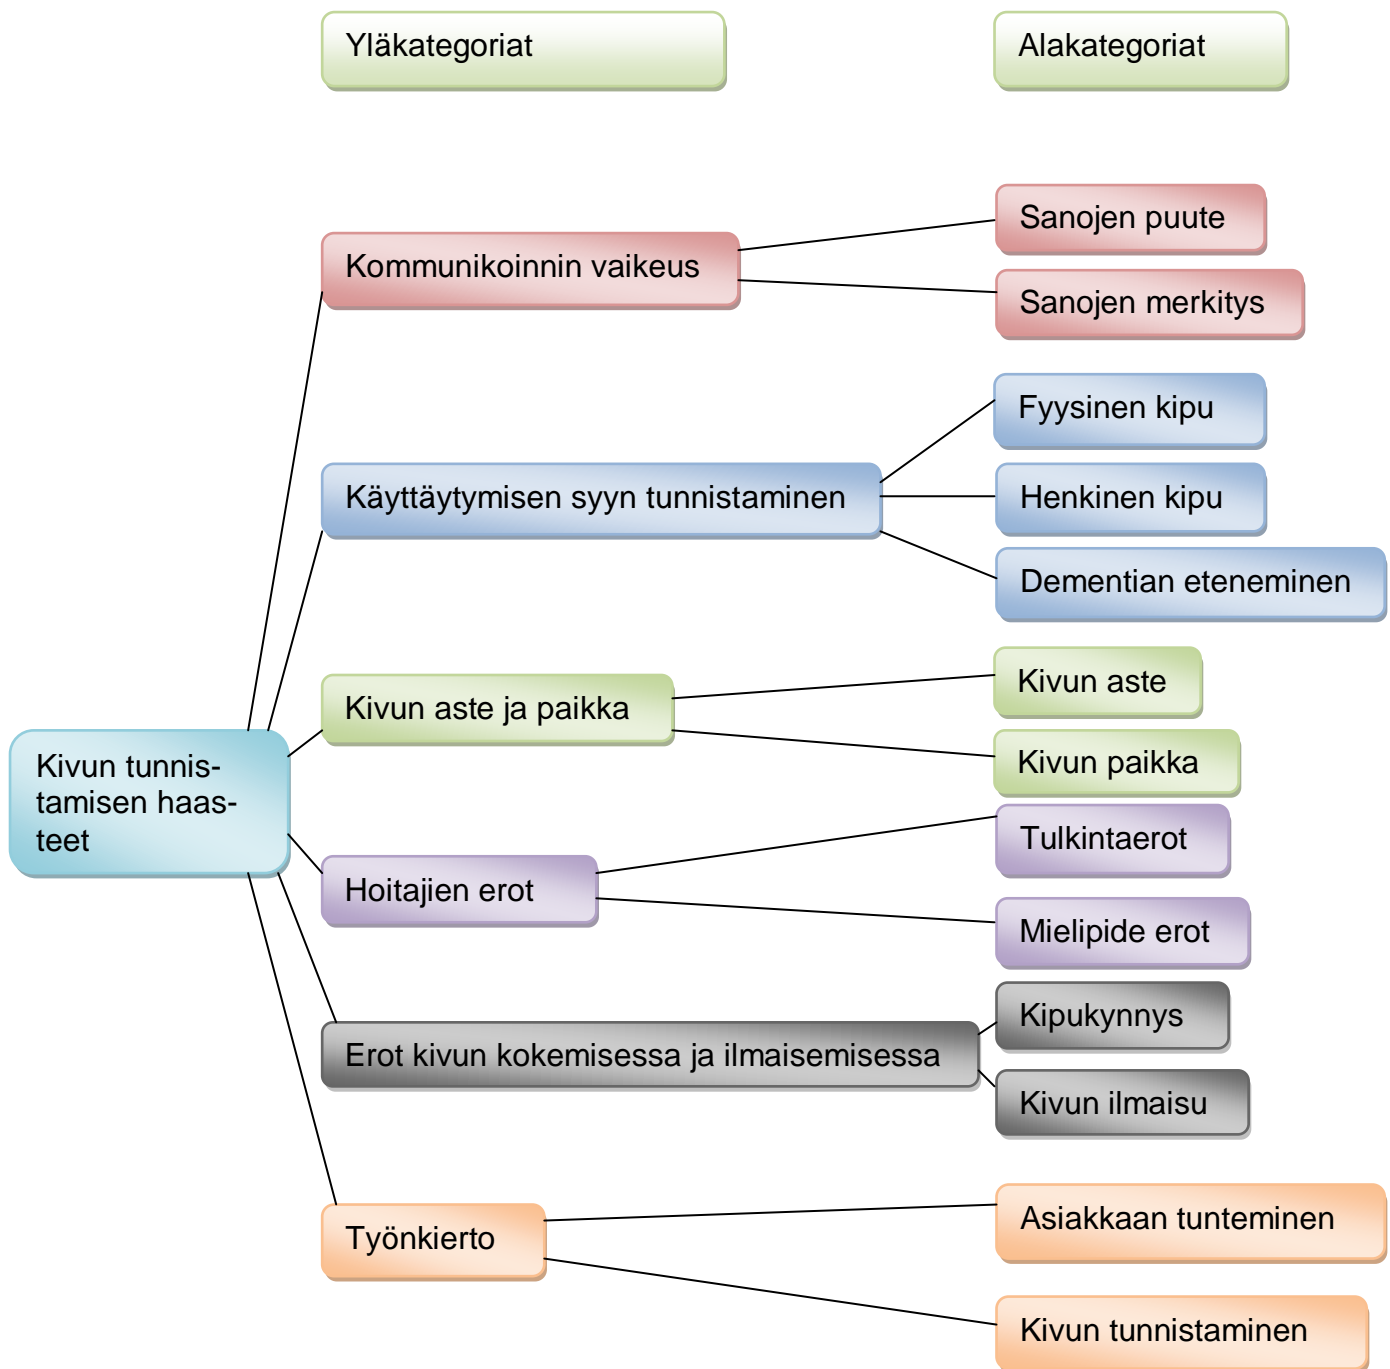 Yläkategoriat
Alakategoriat
Sanojen puute
Kommunikoinnin vaikeus
Sanojen merkitys
Fyysinen kipu
Käyttäytymisen syyn tunnistaminen
Henkinen kipu
Dementian eteneminen
Kivun aste
Kivun aste ja paikka
Kivun paikka
Kivun tunnis-
tamisen haas-
teet
Tulkintaerot
Hoitajien erot
Mielipide erot
Kipukynnys
Erot kivun kokemisessa ja ilmaisemisessa
Kivun ilmaisu
Asiakkaan tunteminen
Työnkierto
Kivun tunnistaminen